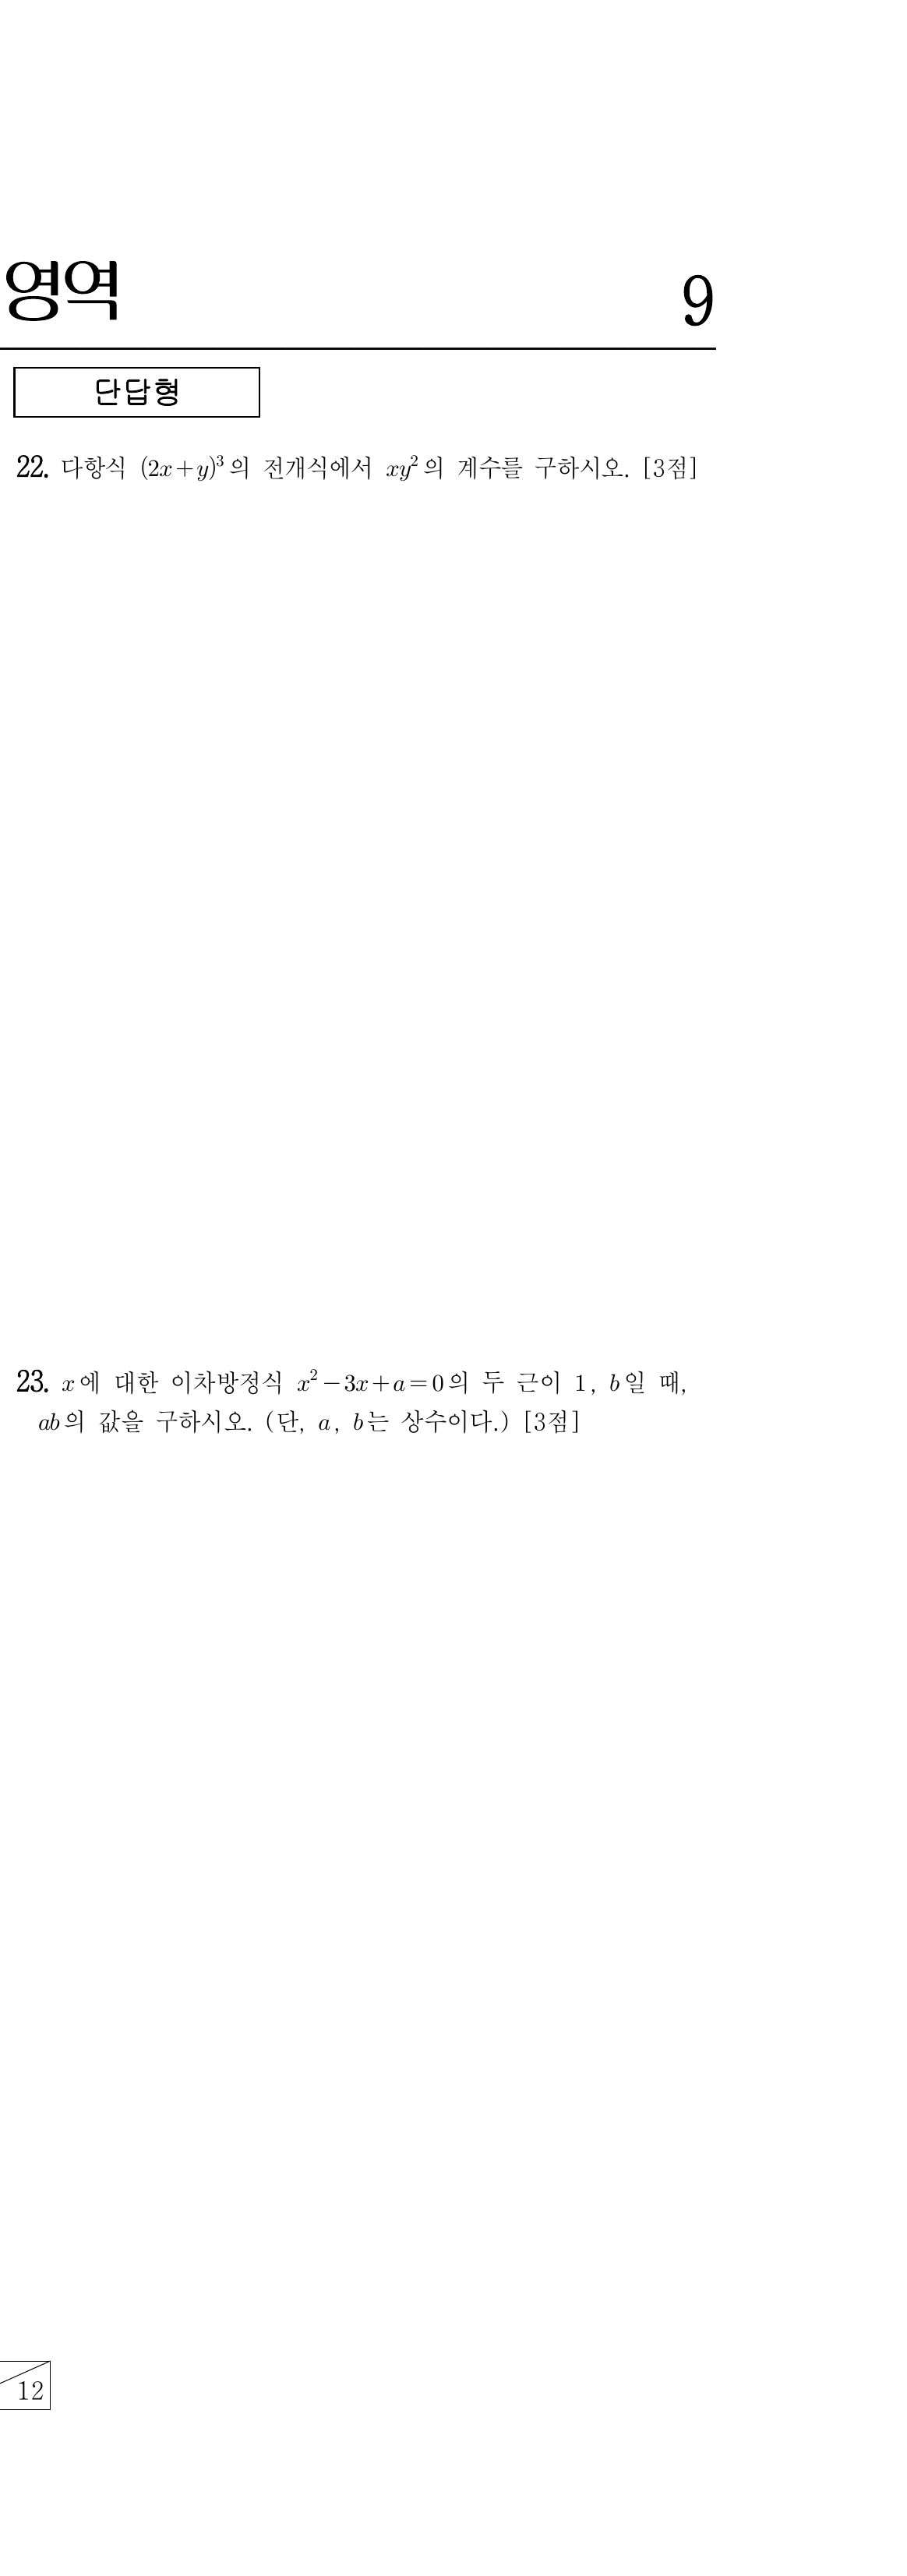 영역
9
단답형
22. 다항식 (2x+y)³의 전개식에서 xy²의 계수를 구하시오. [3점]
23. x에 대한 이차방정식 x²-3x+a=0의 두 근이 1, b일 때,
ab의 값을 구하시오. (단, a, b는 상수이다.) [3점]
12